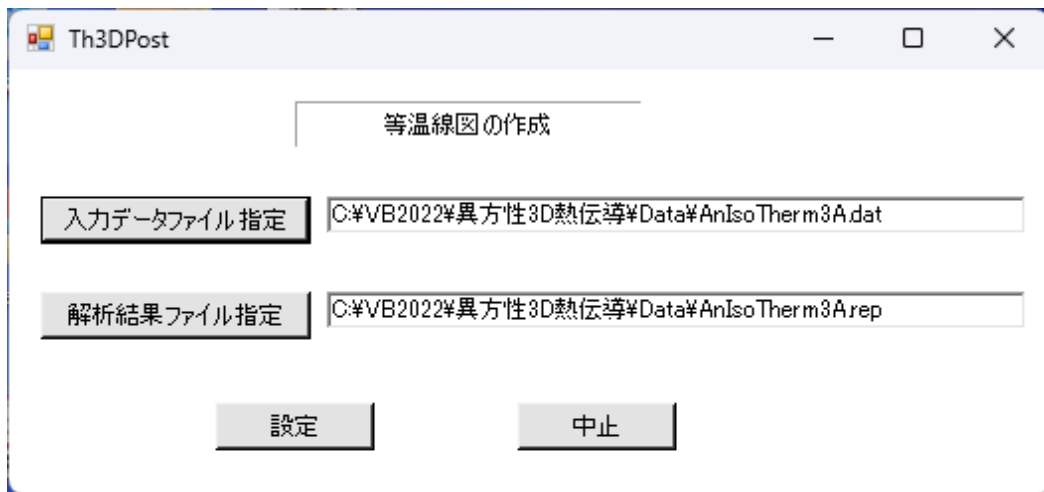 Th3DPost
等温線図の作成
入力データファイル指定
C:¥VB2022¥異方性3D熱伝導¥Data¥AnIsoTherm3A.dat
解析結果ファイル指定
C:¥VB2022¥異方性3D熱伝導¥Data¥AnIsoTherm3A.rep
設定 中止